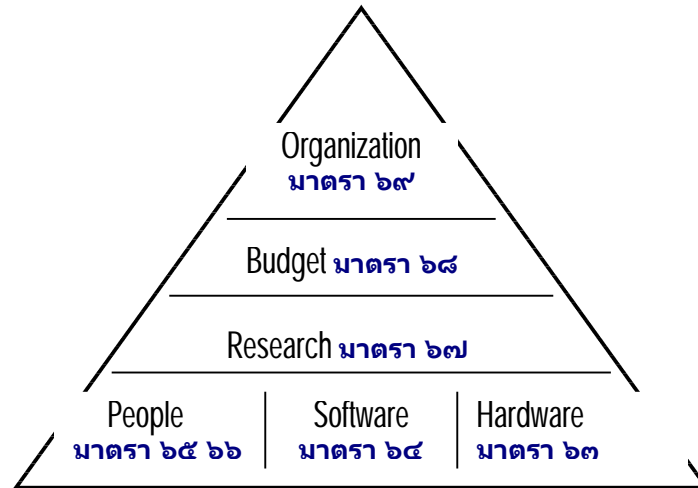 Organization
มาตรา ๖๙
Budget มาตรา ๖๘
Research มาตรา ๖๗
People
มาตรา ๖๕ ๖๖
Software
มาตรา ๖๔
Hardware
มาตรา ๖๓